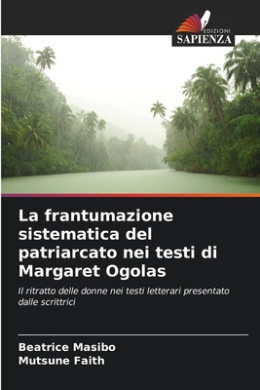 EDIZIONI
SAPIENZA
La frantumazione
sistematica del
patriarcato nei testi di
Margaret Ogolas
Il ritratto delle donne nei testi letterari presentato
dalle scrittrici
Beatrice Masibo
Mutsune Faith